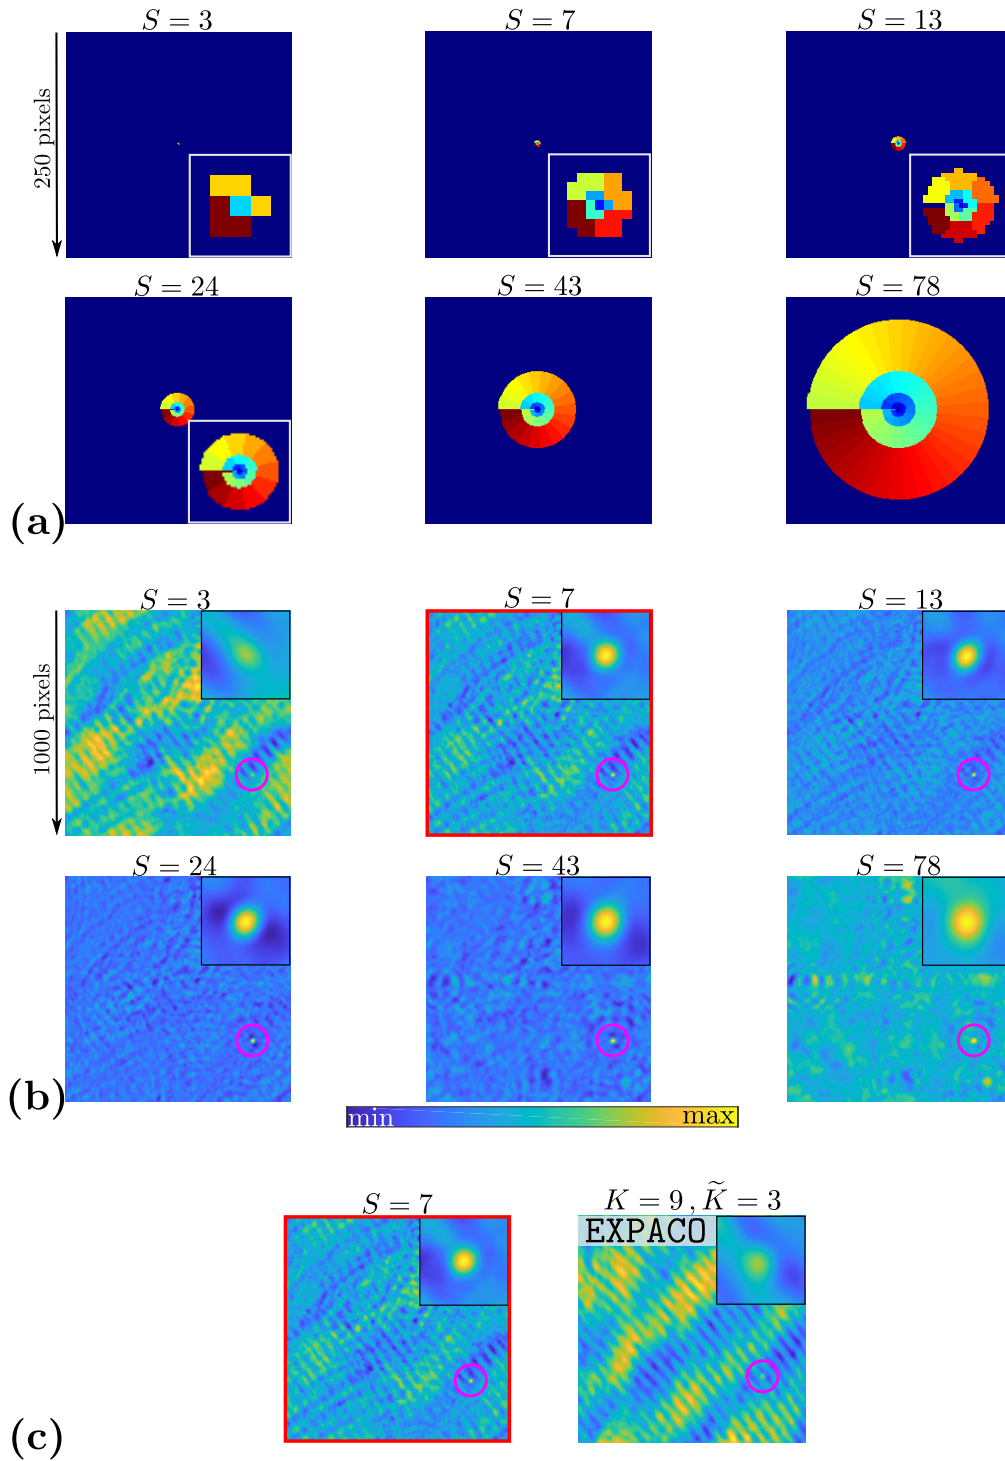 S = 3
S = 7
S = 13
250 pixels
S = 24
S = 43
S = 78
(a)
S = 3
S = 7
S = 13
1000 pixels
S = 24
S = 43
S = 78
(b)
min
max
S = 7
K = 9 , K̃ = 3
EXPACO
(c)